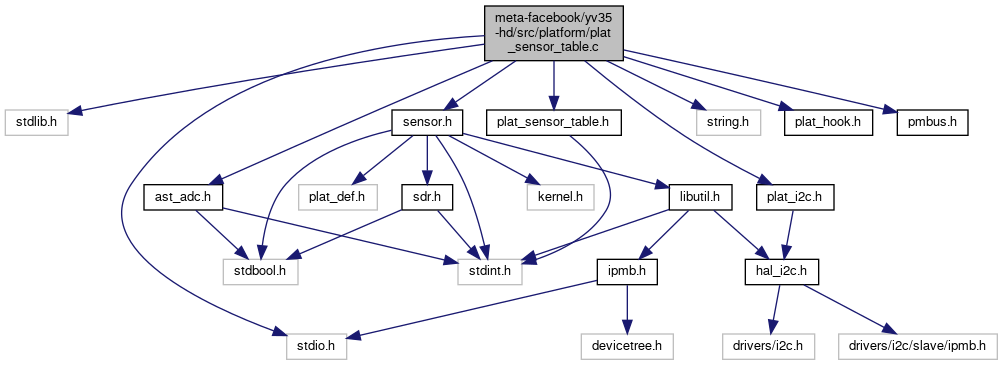 meta-facebook/yv35
-hd/src/platform/plat
_sensor_table.c
stdlib.h
sensor.h
plat_sensor_table.h
string.h
plat_hook.h
pmbus.h
ast_adc.h
plat_def.h
sdr.h
kernel.h
libutil.h
plat_i2c.h
stdbool.h
stdint.h
ipmb.h
hal_i2c.h
stdio.h
devicetree.h
drivers/i2c.h
drivers/i2c/slave/ipmb.h